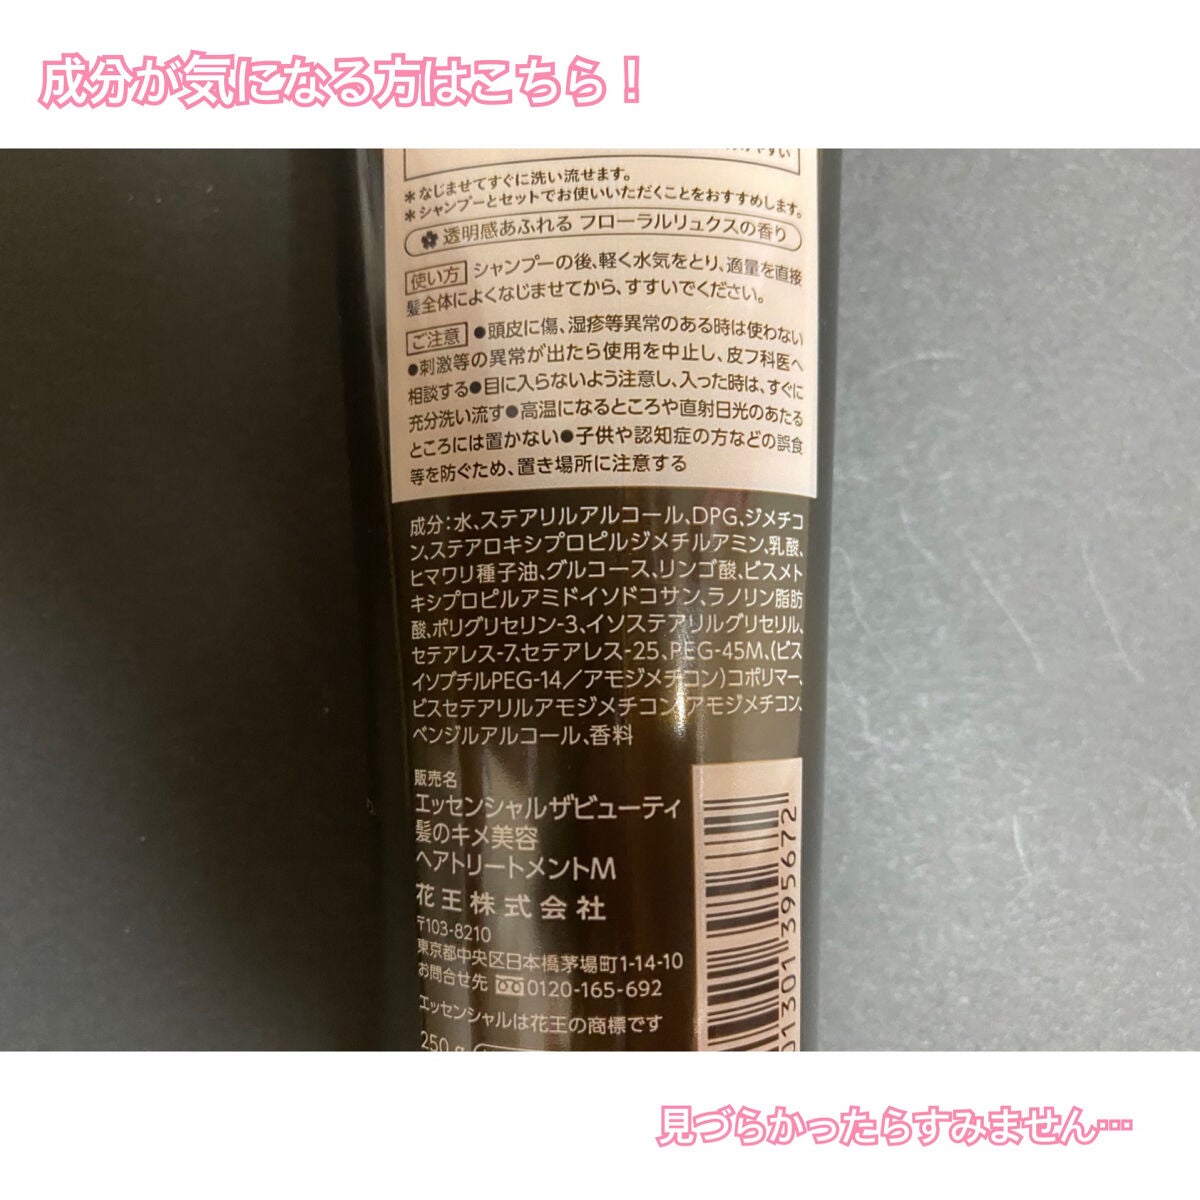 成分が気になる方はこちら！
やすい
＊なじませてすぐに洗い流せます。
＊シャンプーとセットでお使いいただくことをおすすめします。
透明感あふれる フローラルリュクスの香り
使い方 シャンプーの後、軽く水気をとり、適量を直接
髪全体によくなじませてから、すすいでください。
ご注意 ●頭皮に傷、湿疹等異常のある時は使わない
●刺激等の異常が出たら使用を中止し、皮フ科医へ
相談する●目に入らないよう注意し、入った時は、すぐに
充分洗い流す●高温になるところや直射日光のあたる
ところには置かない●子供や認知症の方などの誤食
等を防ぐため、置き場所に注意する
成分：水、ステアリルアルコール、DPG、ジメチコ
ン、ステアロキシプロピルジメチルアミン、乳酸、
ヒマワリ種子油、グルコース、リンゴ酸、ビスメト
キシプロピルアミドイソドコサン、ラノリン脂肪
酸、ポリグリセリン-3、イソステアリルグリセリル、
セテアレス-7、セテアレス-25、PEG-45M、（ビス
イソブチルPEG-14／アモジメチコン）コポリマー、
ビスセテアリルアモジメチコン、アモジメチコン、
ベンジルアルコール、香料
販売名
エッセンシャルザビューティ
髪のキメ美容
ヘアトリートメントM
花王株式会社
〒103-8210
東京都中央区日本橋茅場町1-14-10
お問合せ先 0120-165-692
エッセンシャルは花王の商標です
250 g
01301 395672
見づらかったらすみません…